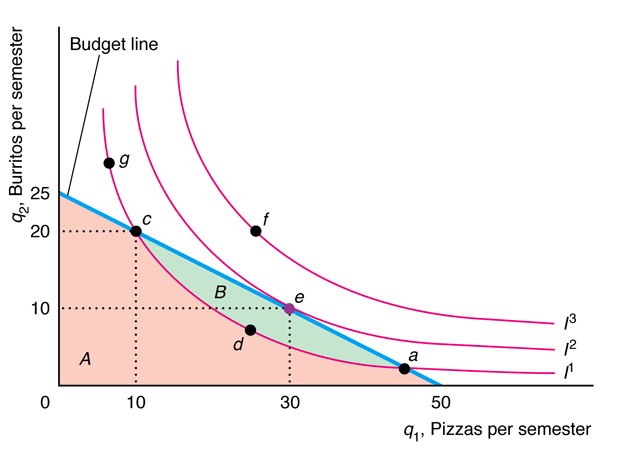 Budget line
q₂, Burritos per semester
g
25
c
f
20
B
e
10
I³
d
I²
A
a
I¹
0
10
30
50
q₁, Pizzas per semester